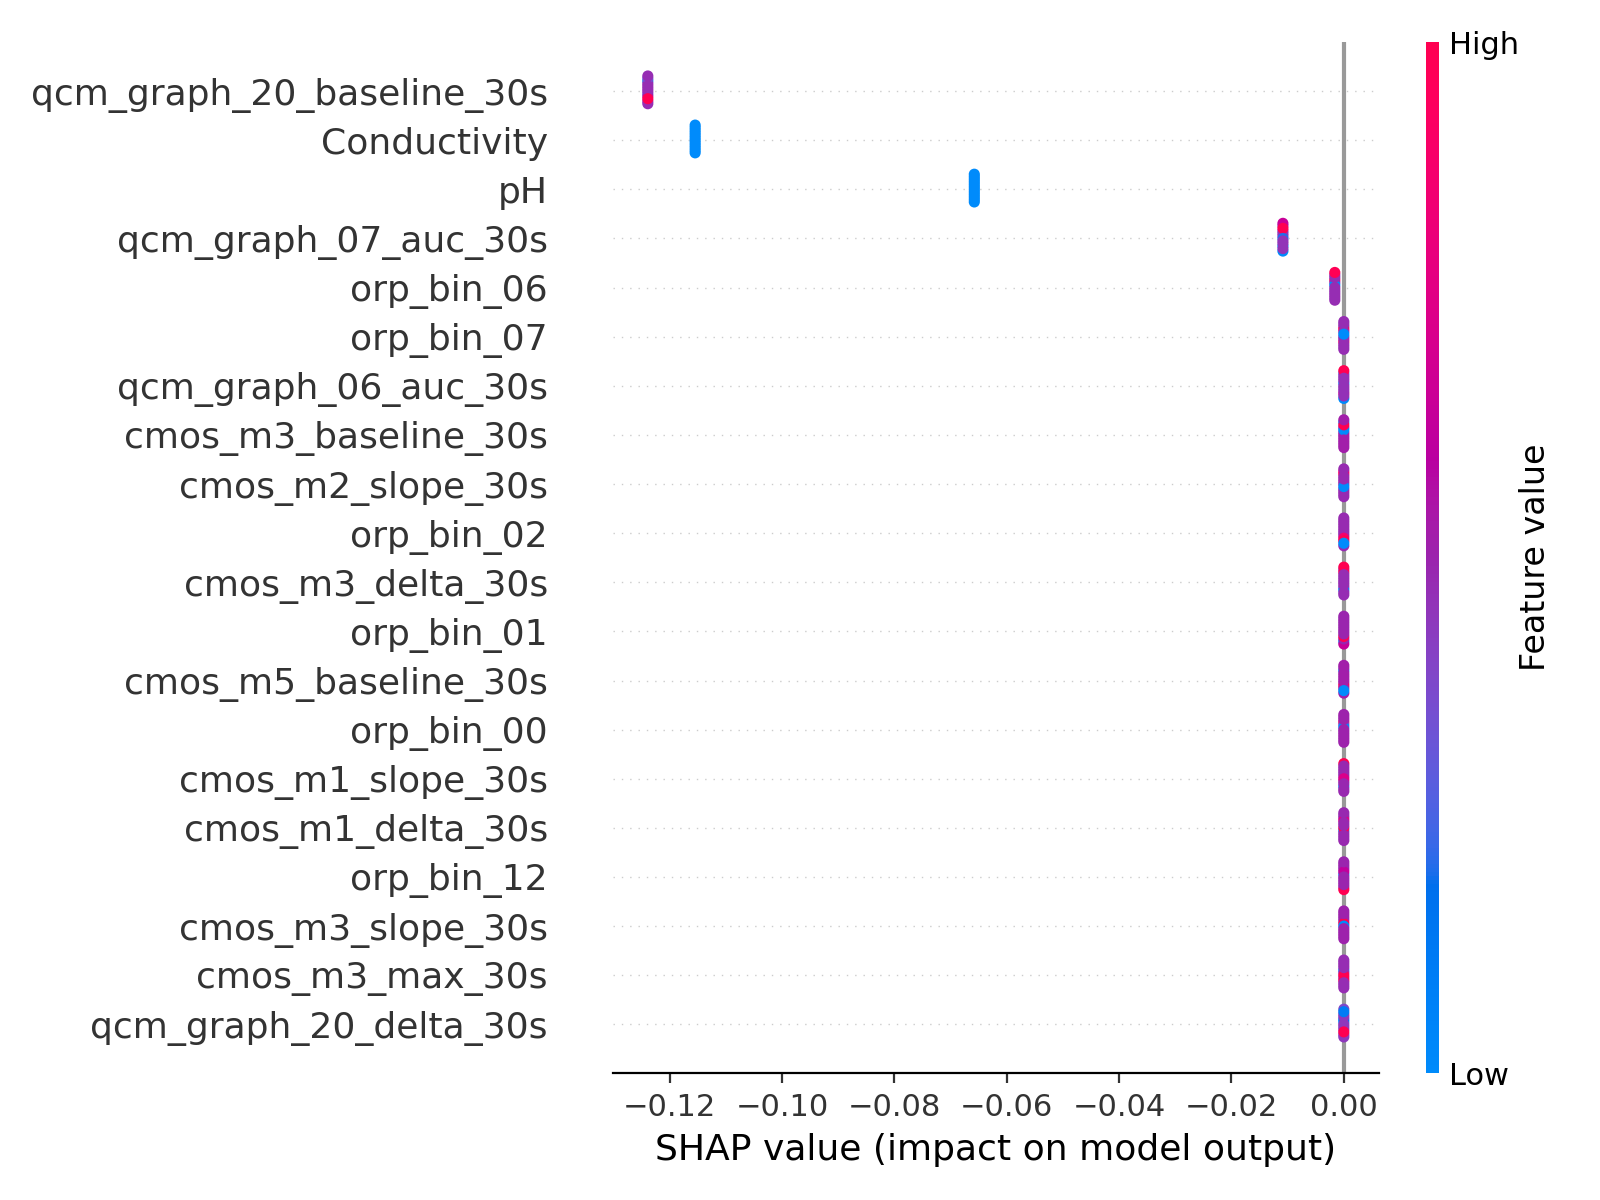 High
qcm_graph_20_baseline_30s
Conductivity
pH
qcm_graph_07_auc_30s
orp_bin_06
orp_bin_07
qcm_graph_06_auc_30s
cmos_m3_baseline_30s
cmos_m2_slope_30s
orp_bin_02
cmos_m3_delta_30s
orp_bin_01
cmos_m5_baseline_30s
orp_bin_00
cmos_m1_slope_30s
cmos_m1_delta_30s
orp_bin_12
cmos_m3_slope_30s
cmos_m3_max_30s
qcm_graph_20_delta_30s
Feature value
Low
−0.12 −0.10 −0.08 −0.06 −0.04 −0.02 0.00
SHAP value (impact on model output)